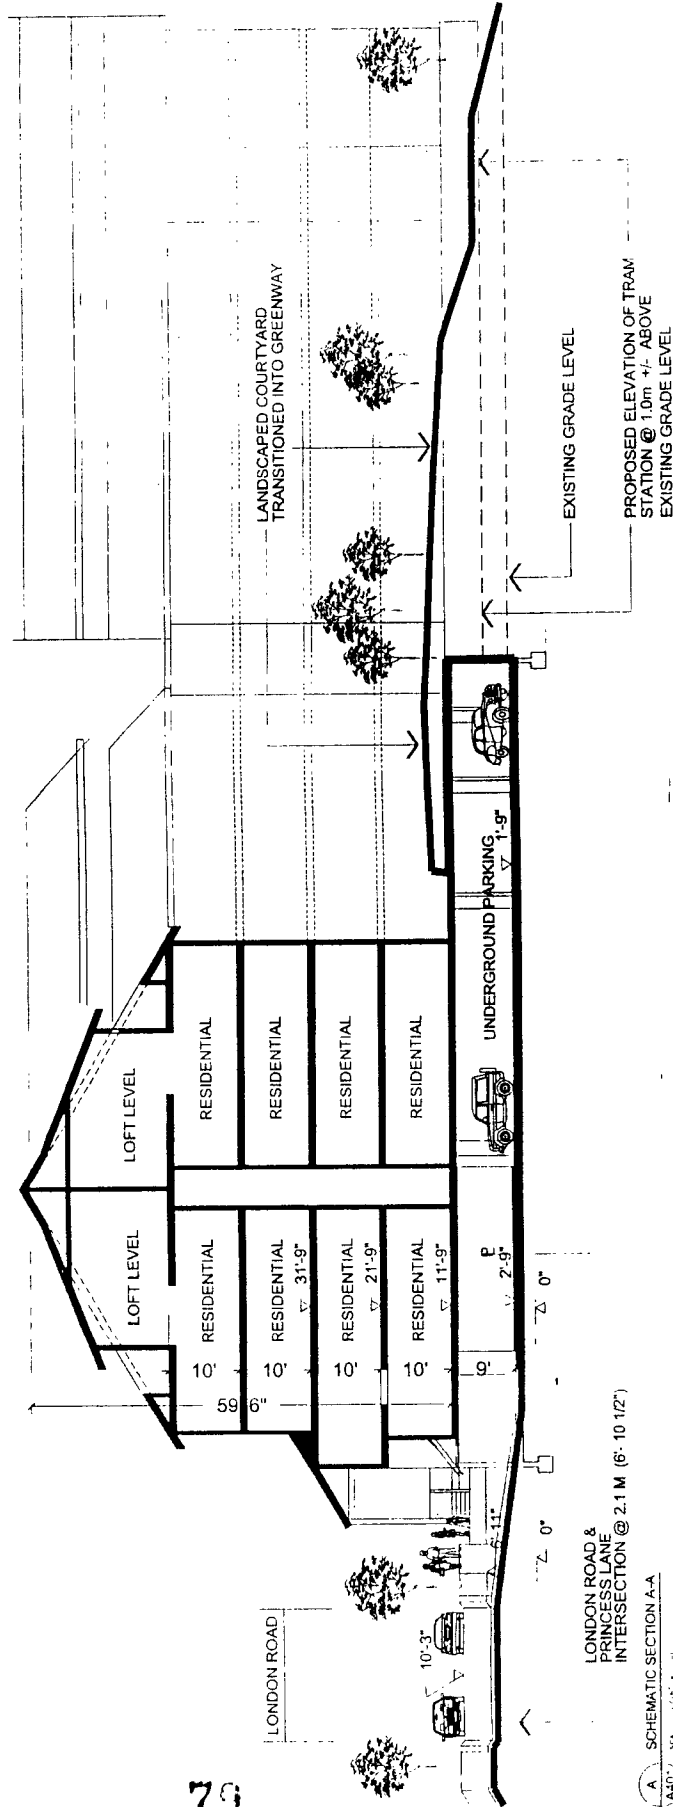 LANDSCAPED COURTYARD
TRANSITIONED INTO GREENWAY
EXISTING GRADE LEVEL
PROPOSED ELEVATION OF TRAM
STATION @ 1.0m +/- ABOVE
EXISTING GRADE LEVEL
LOFT LEVEL
LOFT LEVEL
RESIDENTIAL
RESIDENTIAL
RESIDENTIAL
RESIDENTIAL
RESIDENTIAL
RESIDENTIAL
RESIDENTIAL
RESIDENTIAL
31'-9"
21'-9"
11'-9"
10'
10'
10'
10'
9'
59'6"
UNDERGROUND PARKING
1'-9"
2'-9"
0"
0"
LONDON ROAD
10'-3"
LONDON ROAD &
PRINCESS LANE
INTERSECTION @ 2.1 M (6'- 10 1/2")
A
SCHEMATIC SECTION A-A